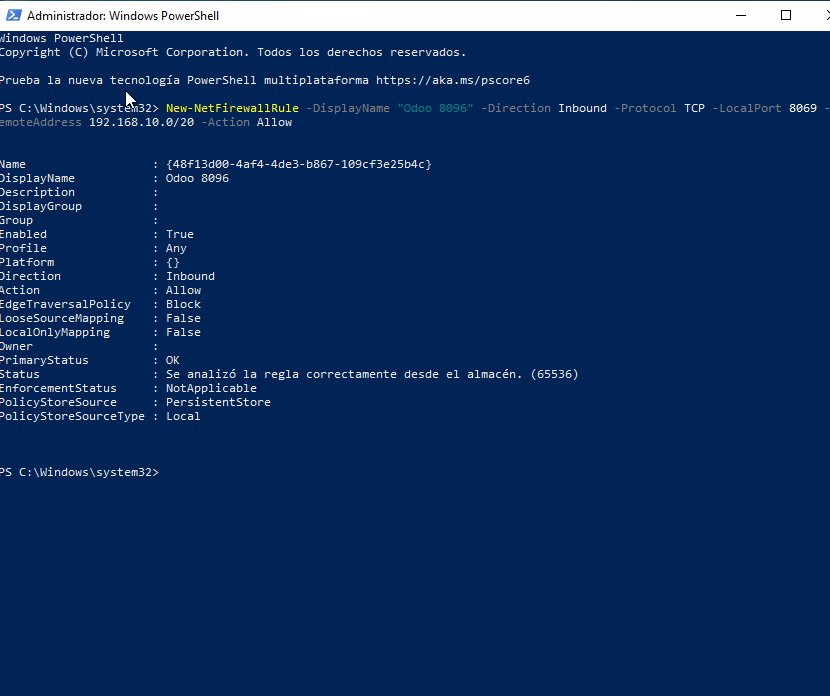 Administrador: Windows PowerShell
Windows PowerShell
Copyright (C) Microsoft Corporation. Todos los derechos reservados.
Prueba la nueva tecnología PowerShell multiplataforma https://aka.ms/pscore6
PS C:\Windows\system32> New-NetFirewallRule -DisplayName "Odoo 8096" -Direction Inbound -Protocol TCP -LocalPort 8069 -
emoteAddress 192.168.10.0/20 -Action Allow
Name : {48f13d00-4af4-4de3-b867-109cf3e25b4c}
DisplayName : Odoo 8096
Description :
DisplayGroup :
Group :
Enabled : True
Profile : Any
Platform : {}
Direction : Inbound
Action : Allow
EdgeTraversalPolicy : Block
LooseSourceMapping : False
LocalOnlyMapping : False
Owner :
PrimaryStatus : OK
Status : Se analizó la regla correctamente desde el almacén. (65536)
EnforcementStatus : NotApplicable
PolicyStoreSource : PersistentStore
PolicyStoreSourceType : Local
PS C:\Windows\system32>